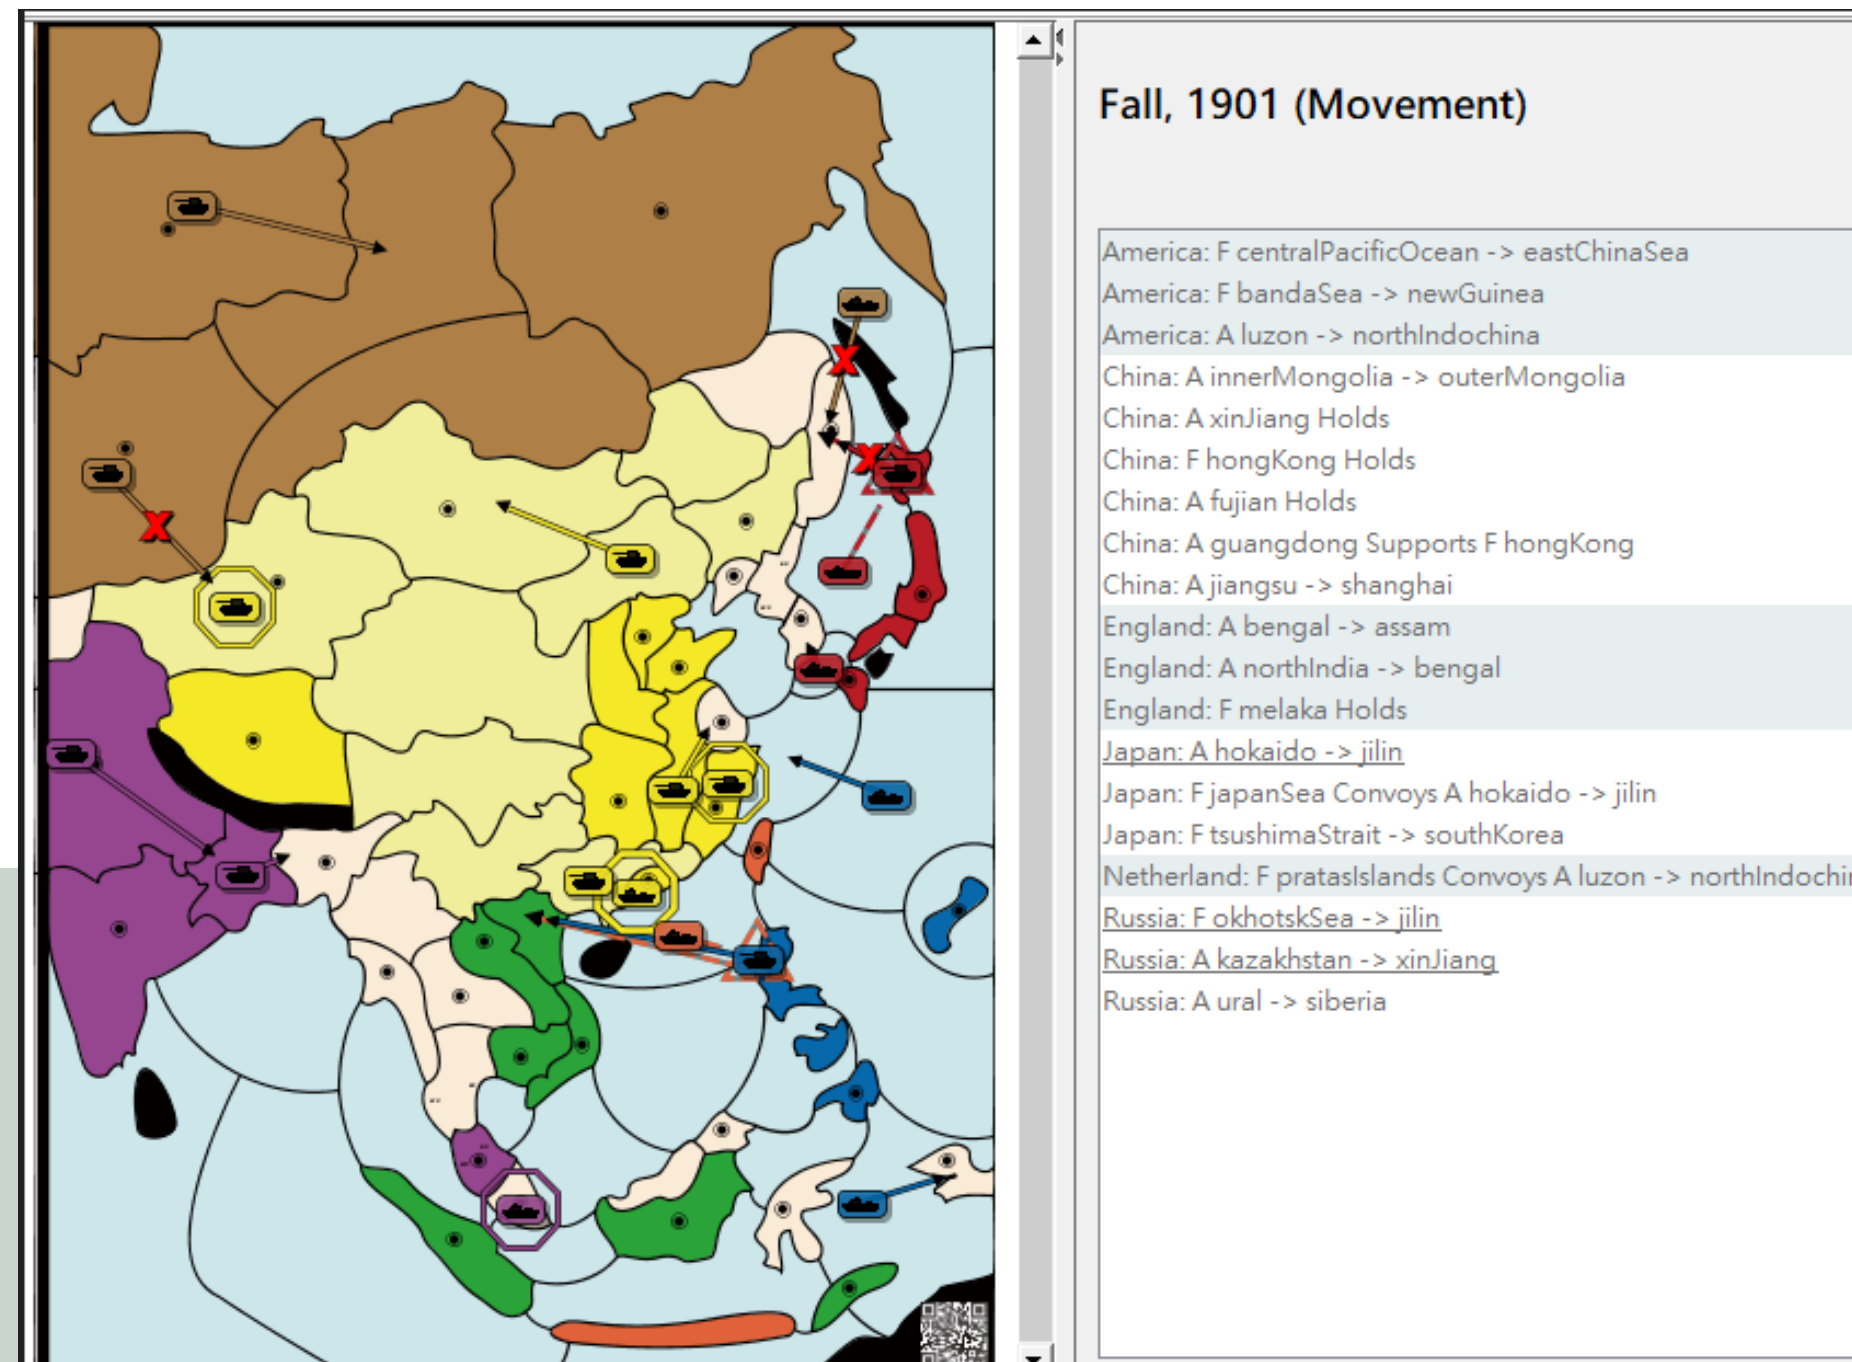 Fall, 1901 (Movement)
America: F centralPacificOcean -> eastChinaSea
America: F bandaSea -> newGuinea
America: A luzon -> northIndochina
China: A innerMongolia -> outerMongolia
China: A xinJiang Holds
China: F hongKong Holds
China: A fujian Holds
China: A guangdong Supports F hongKong
China: A jiangsu -> shanghai
England: A bengal -> assam
England: A northIndia -> bengal
England: F melaka Holds
Japan: A hokaido -> jilin
Japan: F japanSea Convoys A hokaido -> jilin
Japan: F tsushimaStrait -> southKorea
Netherland: F pratasIslands Convoys A luzon -> northIndochi
Russia: F okhotskSea -> jilin
Russia: A kazakhstan -> xinJiang
Russia: A ural -> siberia